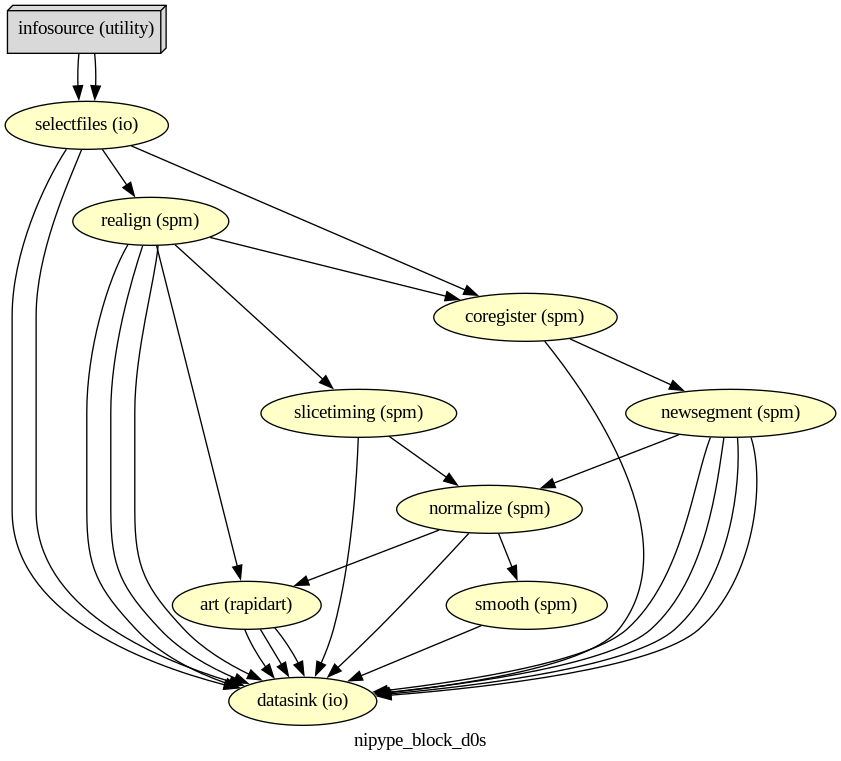 infosource (utility)
selectfiles (io)
realign (spm)
coregister (spm)
slicetiming (spm)
newsegment (spm)
normalize (spm)
art (rapidart)
smooth (spm)
datasink (io)
nipype_block_d0s